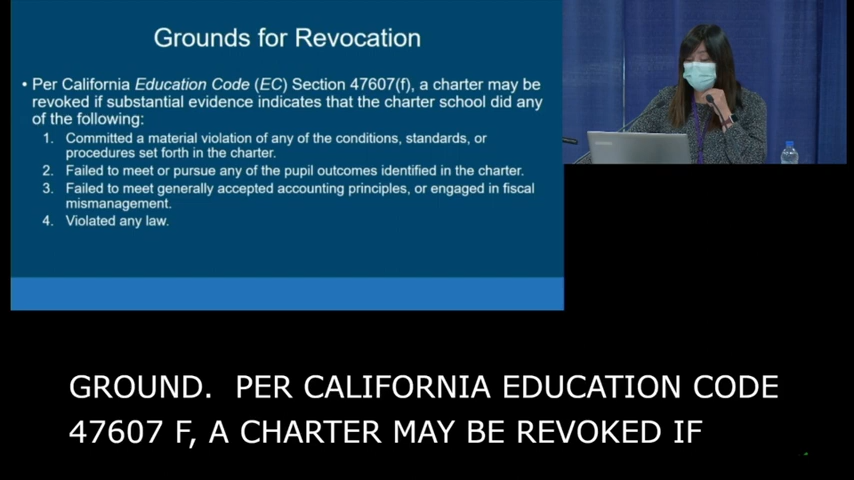 Grounds for Revocation
• Per California Education Code (EC) Section 47607(f), a charter may be
revoked if substantial evidence indicates that the charter school did any
of the following:
1. Committed a material violation of any of the conditions, standards, or
procedures set forth in the charter.
2. Failed to meet or pursue any of the pupil outcomes identified in the charter.
3. Failed to meet generally accepted accounting principles, or engaged in fiscal
mismanagement.
4. Violated any law.
GROUND.  PER CALIFORNIA EDUCATION CODE
47607 F, A CHARTER MAY BE REVOKED IF